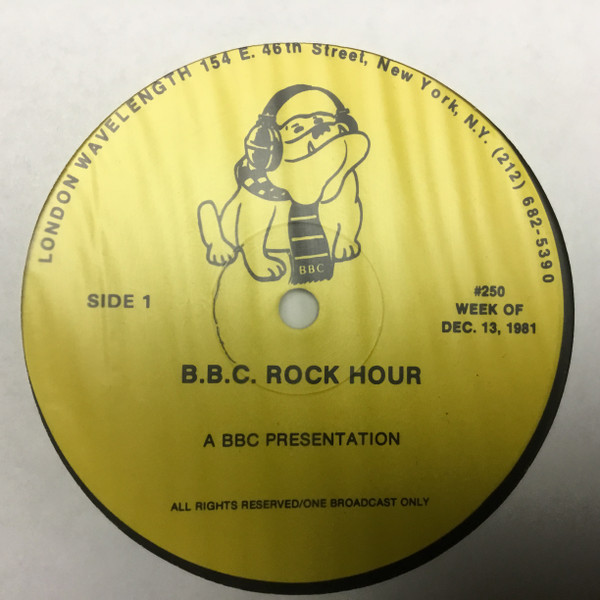 LONDON WAVELENGTH 154 E. 46th Street, New York, N.Y. (212) 682-5390
BBC
SIDE 1
#250
WEEK OF
DEC. 13, 1981
B.B.C. ROCK HOUR
A BBC PRESENTATION
ALL RIGHTS RESERVED/ONE BROADCAST ONLY